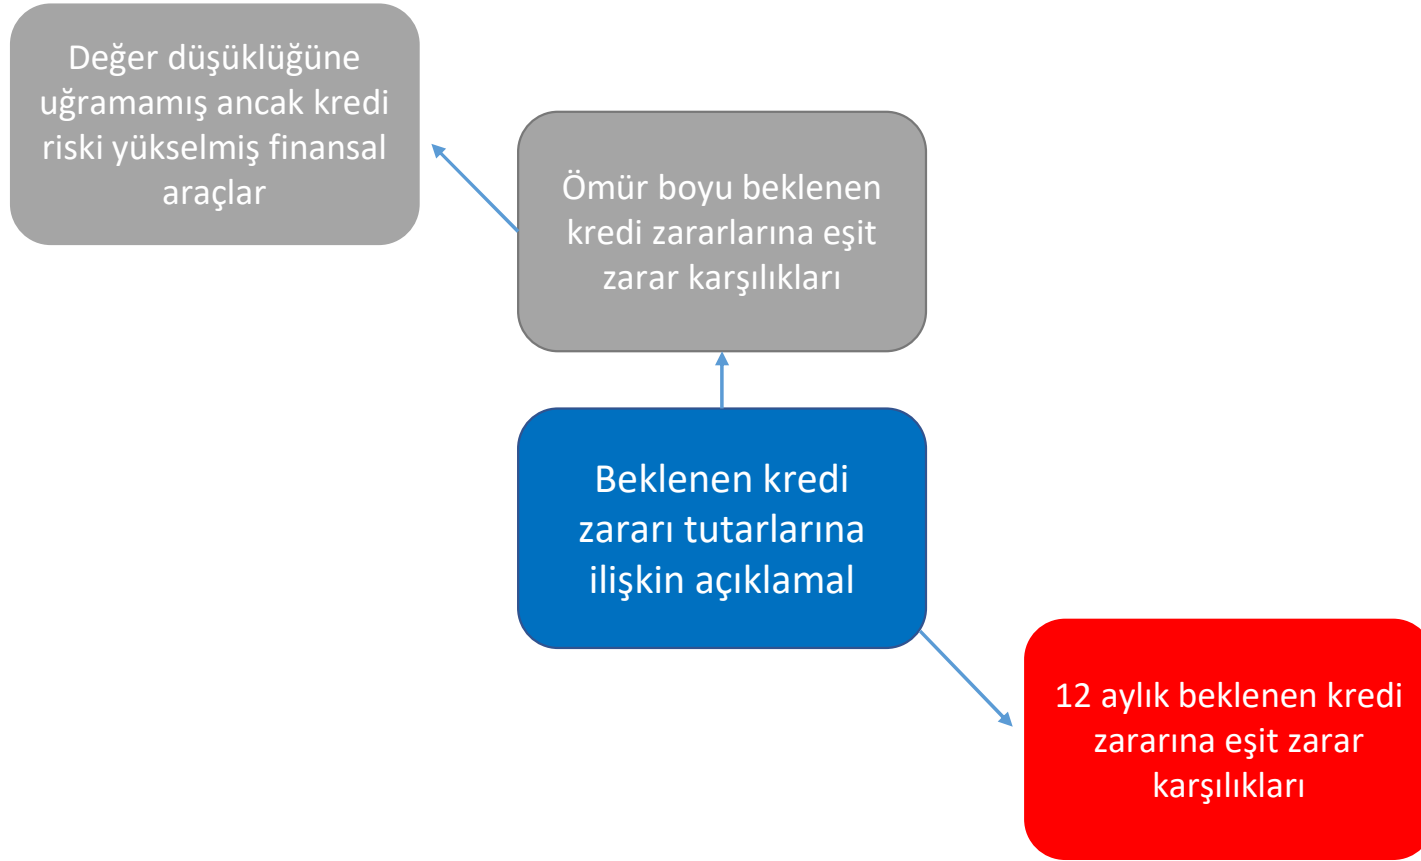 Değer düşüklüğüne
uğramamış ancak kredi
riski yükselmiş finansal
araçlar
Ömür boyu beklenen
kredi zararlarına eşit
zarar karşılıkları
Beklenen kredi
zararı tutarlarına
ilişkin açıklamal
12 aylık beklenen kredi
zararına eşit zarar
karşılıkları